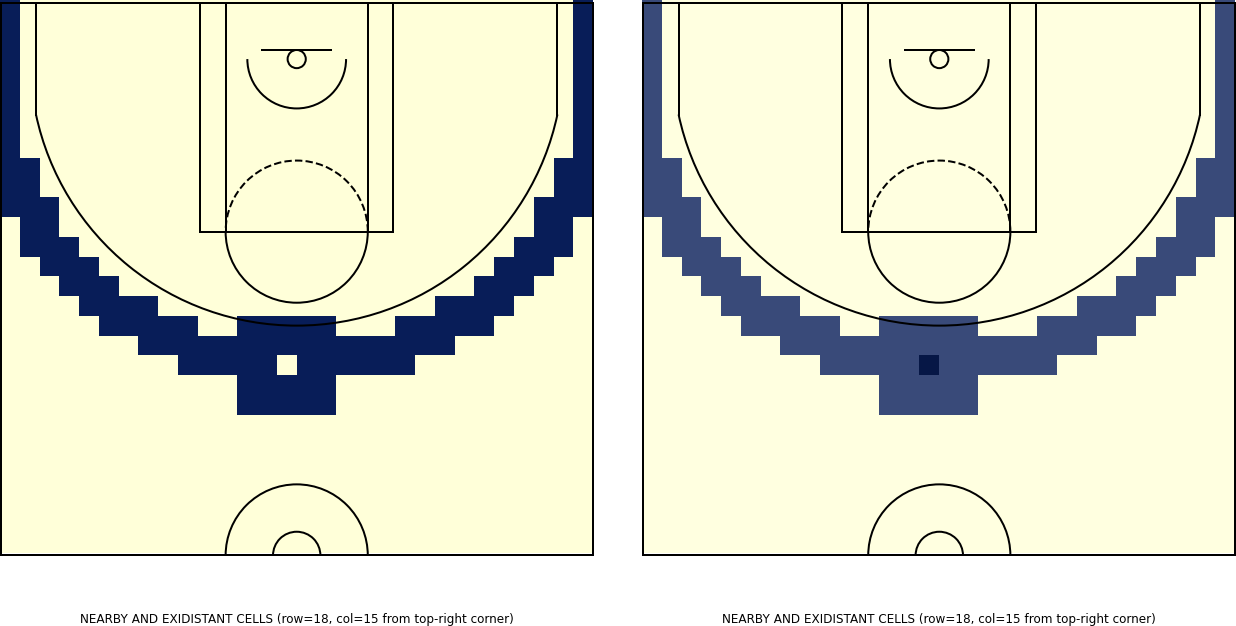 NEARBY AND EXIDISTANT CELLS (row=18, col=15 from top-right corner)
NEARBY AND EXIDISTANT CELLS (row=18, col=15 from top-right corner)